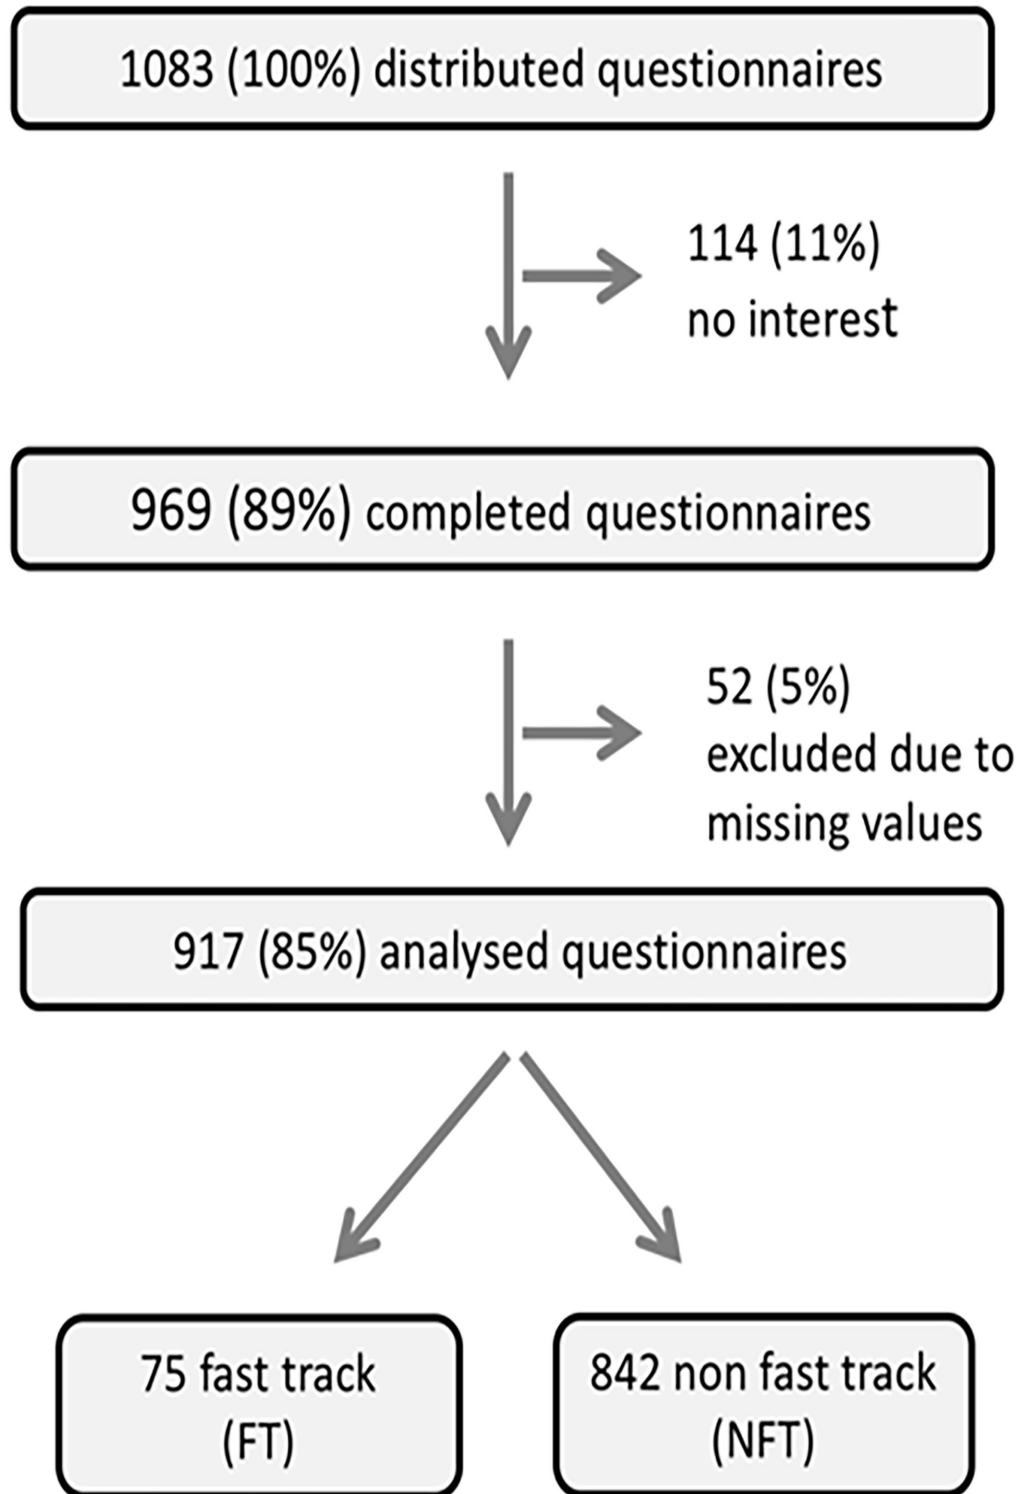 1083 (100%) distributed questionnaires
114 (11%)
no interest
969 (89%) completed questionnaires
52 (5%)
excluded due to
missing values
917 (85%) analysed questionnaires
75 fast track
(FT)
842 non fast track
(NFT)